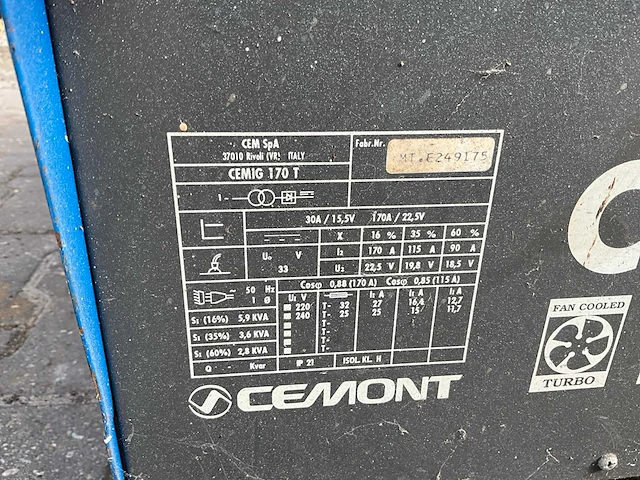 CEM SpA
37010 Rivoli (VR) ITALY
Fabr.Nr.
MT.E249175
CEMIG 170 T
1~
30A / 15,5V 170A / 22,5V
X 16 % 35 % 60 %
U₀ V
33
I₂ 170 A 115 A 90 A
U₂ 22,5 V 19,8 V 18,5 V
50 Hz
1 Ø
Cosφ 0,88 (170 A) Cosφ 0,85 (115 A)
U₁ V I₁ A I₁ A I₁ A
220 T- 32 27 16,4 12,7
240 T- 25 25 15 11,7
T-
T-
T-
T-
S₁ (16%) 5,9 KVA
S₁ (35%) 3,6 KVA
S₁ (60%) 2,8 KVA
Q - Kvar
IP 21
ISOL. KL. H
CEMONT
FAN COOLED
TURBO